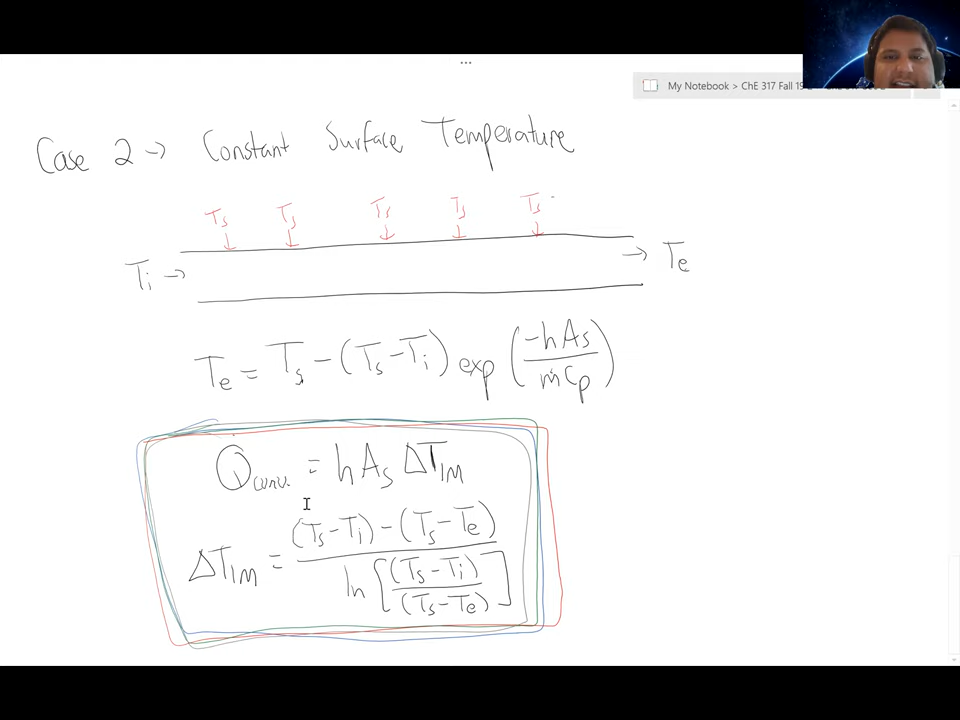 ...
My Notebook > ChE 317 Fall 19
Case 2 → Constant Surface Temperature
Ts Ts Ts Ts Ts
Ti → → Te
Te = Ts - (Ts - Ti) exp (-hAs / ṁCp)
Qconv. = hAs ΔTlM
ΔTlM = (Ts - Ti) - (Ts - Te) / ln [(Ts - Ti) / (Ts - Te)]